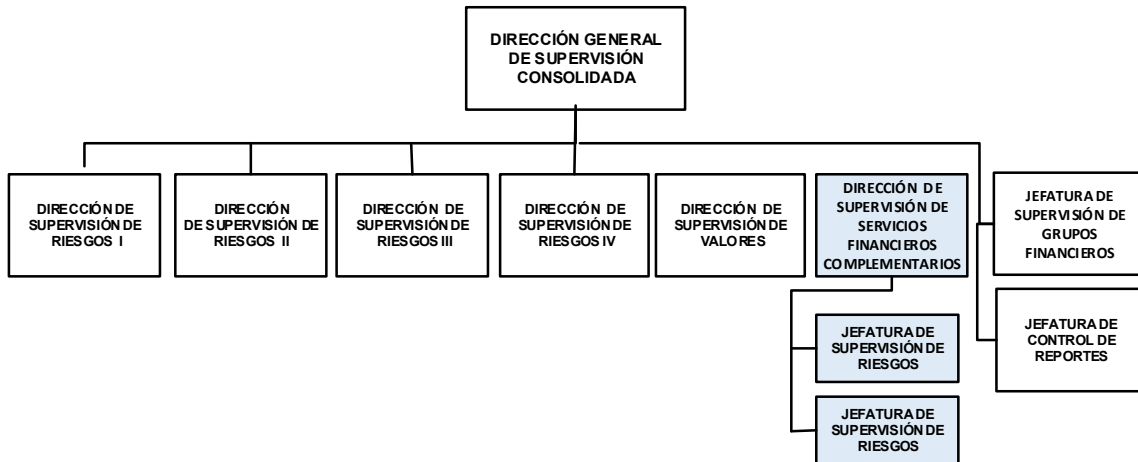 DIRECCIÓN GENERAL
DE SUPERVISIÓN
CONSOLIDADA
DIRECCIÓN DE
SUPERVISIÓN DE
RIESGOS I
DIRECCIÓN
DE SUPERVISIÓN DE
RIESGOS II
DIRECCIÓN DE
SUPERVISIÓN DE
RIESGOS III
DIRECCIÓN DE
SUPERVISIÓN DE
RIESGOS IV
DIRECCIÓN DE
SUPERVISIÓN DE
VALORES
DIRECCIÓN DE
SUPERVISIÓN DE
SERVICIOS
FINANCIEROS
COMPLEMENTARIOS
JEFATURA DE
SUPERVISIÓN DE
GRUPOS
FINANCIEROS
JEFATURA DE
SUPERVISIÓN DE
RIESGOS
JEFATURA DE
CONTROL DE
REPORTES
JEFATURA DE
SUPERVISIÓN DE
RIESGOS